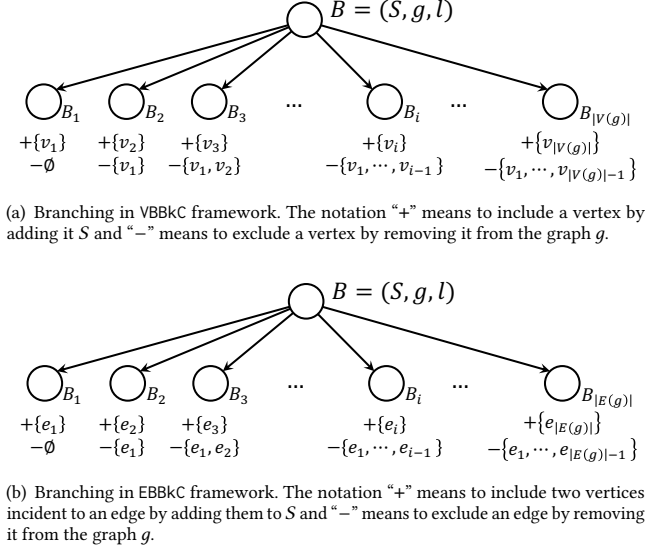 B = (S, g, l)
B₁ B₂ B₃ ... Bᵢ ... B|V(g)|
+{v₁} +{v₂} +{v₃} +{vᵢ} +{v|V(g)|}
−∅ −{v₁} −{v₁, v₂} −{v₁, ⋯, vᵢ₋₁} −{v₁, ⋯, v|V(g)|−1}
(a) Branching in VBBkC framework. The notation “+” means to include a vertex by
adding it S and “−” means to exclude a vertex by removing it from the graph g.
B = (S, g, l)
B₁ B₂ B₃ ... Bᵢ ... B|E(g)|
+{e₁} +{e₂} +{e₃} +{eᵢ} +{e|E(g)|}
−∅ −{e₁} −{e₁, e₂} −{e₁, ⋯, eᵢ₋₁} −{e₁, ⋯, e|E(g)|−1}
(b) Branching in EBBkC framework. The notation “+” means to include two vertices
incident to an edge by adding them to S and “−” means to exclude an edge by removing
it from the graph g.